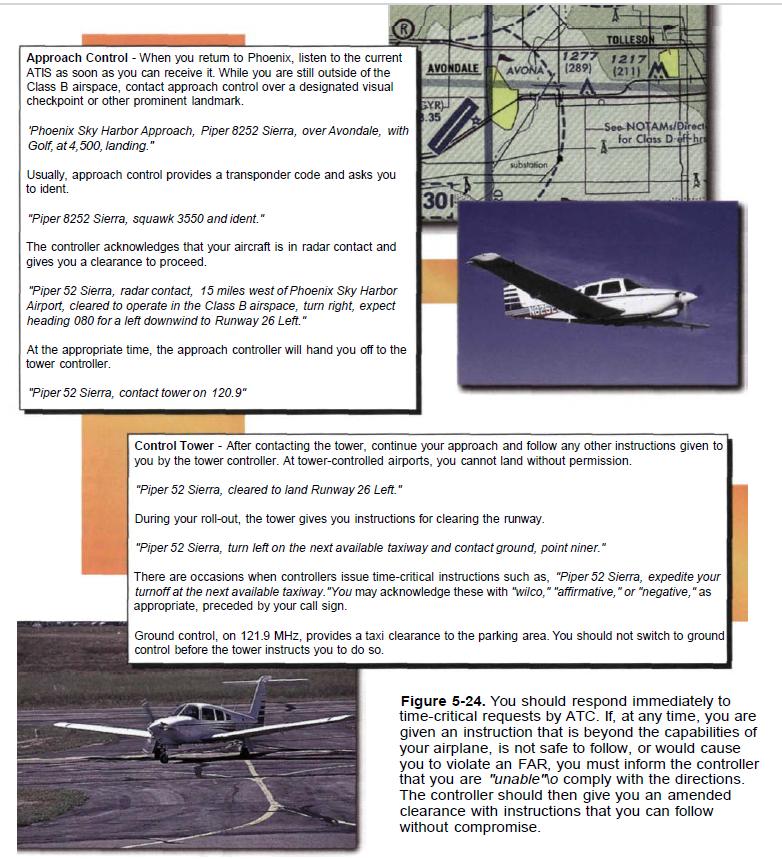 Approach Control - When you return to Phoenix, listen to the current
ATIS as soon as you can receive it. While you are still outside of the
Class B airspace, contact approach control over a designated visual
checkpoint or other prominent landmark.
'Phoenix Sky Harbor Approach, Piper 8252 Sierra, over Avondale, with
Golf, at 4,500, landing."
Usually, approach control provides a transponder code and asks you
to ident.
"Piper 8252 Sierra, squawk 3550 and ident."
The controller acknowledges that your aircraft is in radar contact and
gives you a clearance to proceed.
"Piper 52 Sierra, radar contact, 15 miles west of Phoenix Sky Harbor
Airport, cleared to operate in the Class B airspace, turn right, expect
heading 080 for a left downwind to Runway 26 Left."
At the appropriate time, the approach controller will hand you off to the
tower controller.
"Piper 52 Sierra, contact tower on 120.9"
R
TOLLESON
AVONDALE
AVONA
1277
(289)
1217
(211)
GYR)
3.35
See NOTAMs/Direct
for Class D eff hr
substation
301
N8252
Control Tower - After contacting the tower, continue your approach and follow any other instructions given to
you by the tower controller. At tower-controlled airports, you cannot land without permission.
"Piper 52 Sierra, cleared to land Runway 26 Left."
During your roll-out, the tower gives you instructions for clearing the runway.
"Piper 52 Sierra, turn left on the next available taxiway and contact ground, point niner."
There are occasions when controllers issue time-critical instructions such as, "Piper 52 Sierra, expedite your
turnoff at the next available taxiway."You may acknowledge these with "wilco," "affirmative," or "negative," as
appropriate, preceded by your call sign.
Ground control, on 121.9 MHz, provides a taxi clearance to the parking area. You should not switch to ground
control before the tower instructs you to do so.
Figure 5-24. You should respond immediately to
time-critical requests by ATC. If, at any time, you are
given an instruction that is beyond the capabilities of
your airplane, is not safe to follow, or would cause
you to violate an FAR, you must inform the controller
that you are "unable"\o comply with the directions.
The controller should then give you an amended
clearance with instructions that you can follow
without compromise.